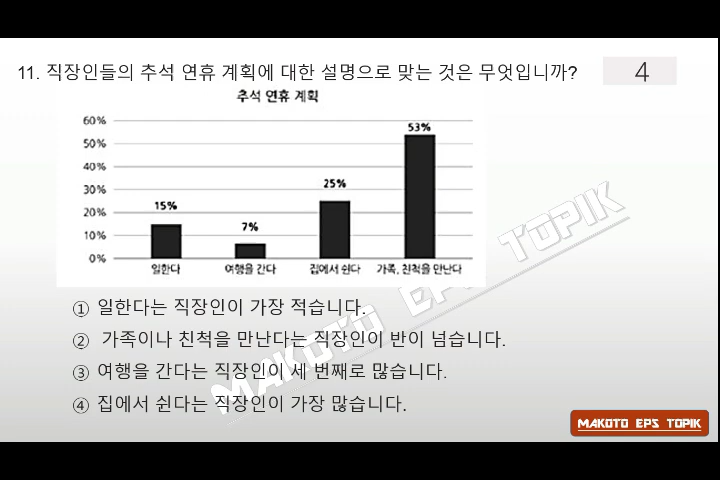 11. 직장인들의 추석 연휴 계획에 대한 설명으로 맞는 것은 무엇입니까?
4
추석 연휴 계획
60%
50%
40%
30%
20%
10%
0%
15%
7%
25%
53%
일한다 여행을 간다 집에서 쉰다 가족, 친척을 만난다
① 일한다는 직장인이 가장 적습니다.
② 가족이나 친척을 만난다는 직장인이 반이 넘습니다.
③ 여행을 간다는 직장인이 세 번째로 많습니다.
④ 집에서 쉰다는 직장인이 가장 많습니다.
MAKOTO EPS TOPIK
MAKOTO EPS TOPIK